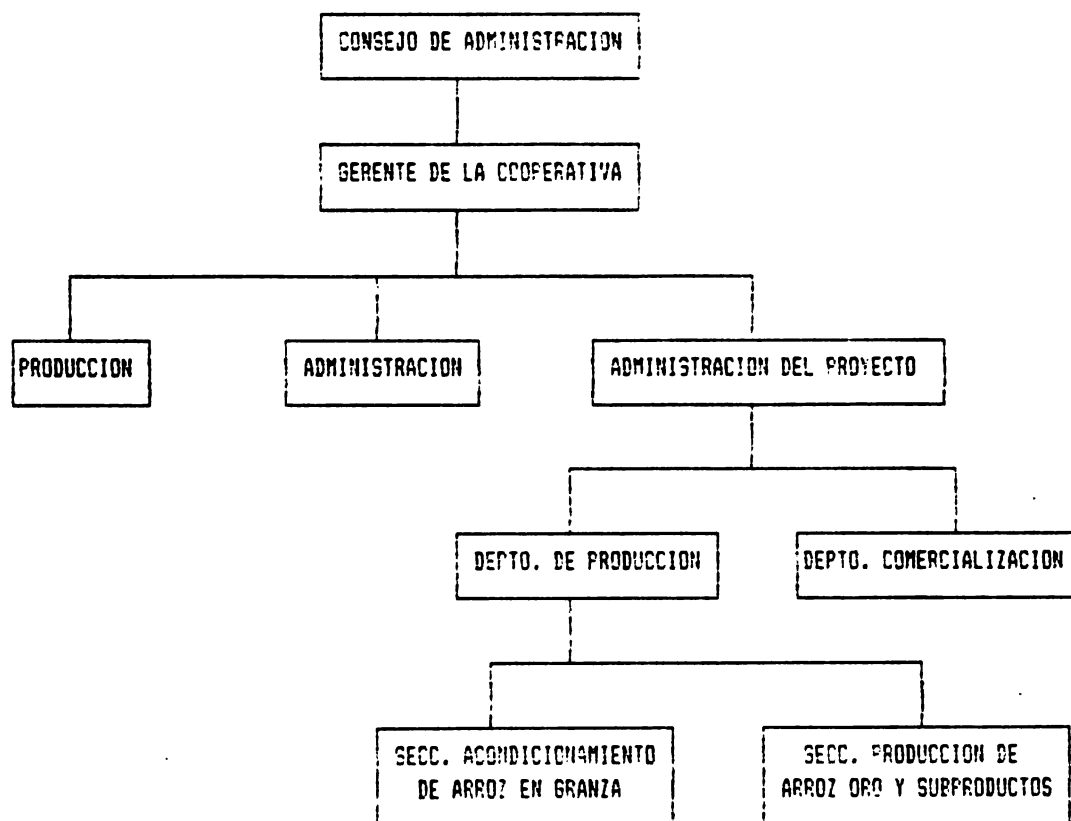 CONSEJO DE ADMINISTRACION
GERENTE DE LA COOPERATIVA
PRODUCCION
ADMINISTRACION
ADMINISTRACION DEL PROYECTO
DEPTO. DE PRODUCCION
DEPTO. COMERCIALIZACION
SECC. ACONDICIONAMIENTO
DE ARROZ EN GRANZA
SECC. PRODUCCION DE
ARROZ ORO Y SUBPRODUCTOS